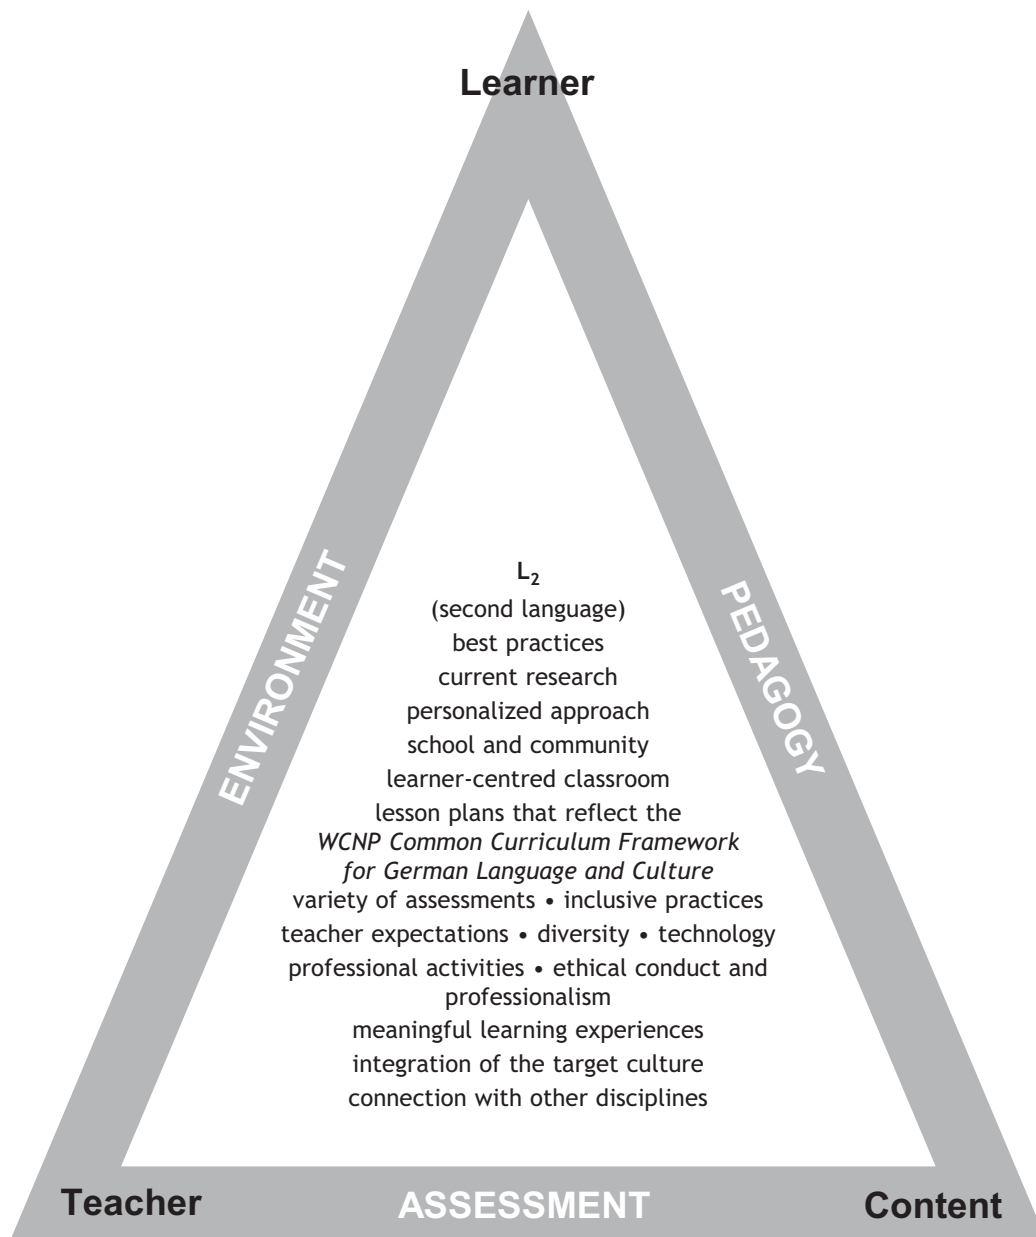 Learner
ENVIRONMENT
PEDAGOGY
L₂
(second language)
best practices
current research
personalized approach
school and community
learner-centred classroom
lesson plans that reflect the
WCNP Common Curriculum Framework
for German Language and Culture
variety of assessments • inclusive practices
teacher expectations • diversity • technology
professional activities • ethical conduct and
professionalism
meaningful learning experiences
integration of the target culture
connection with other disciplines
Teacher
ASSESSMENT
Content